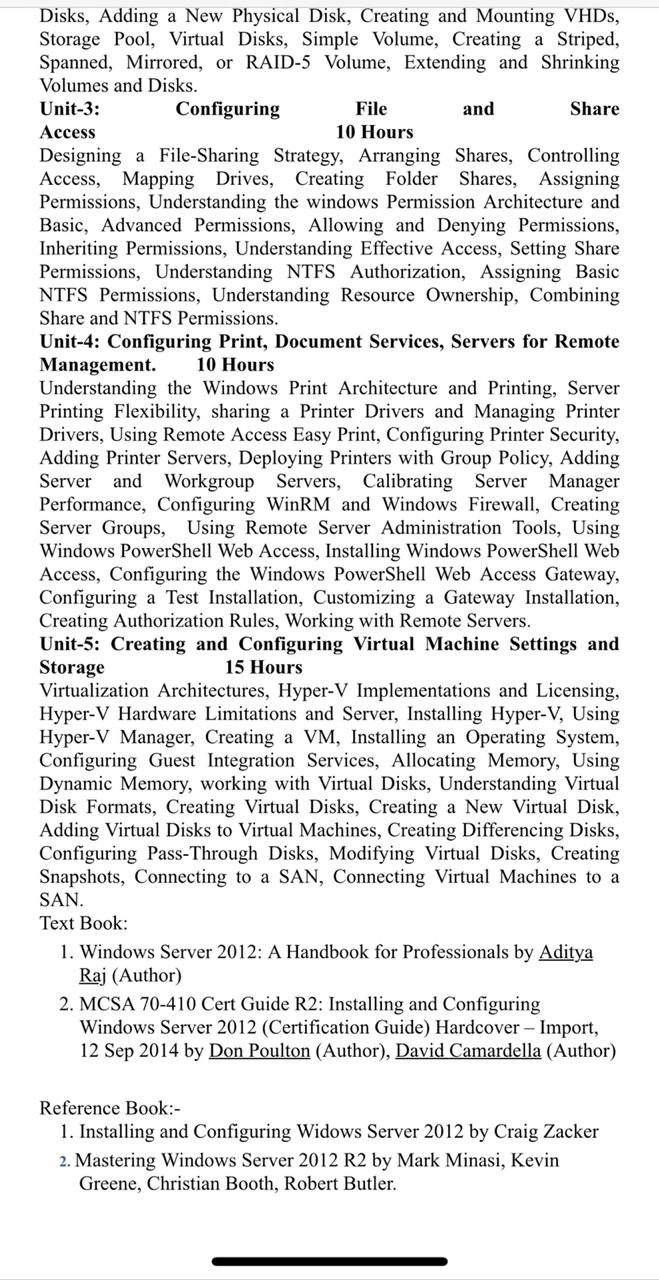 Disks, Adding a New Physical Disk, Creating and Mounting VHDs,
Storage Pool, Virtual Disks, Simple Volume, Creating a Striped,
Spanned, Mirrored, or RAID-5 Volume, Extending and Shrinking
Volumes and Disks.
Unit-3: Configuring File and Share
Access 10 Hours
Designing a File-Sharing Strategy, Arranging Shares, Controlling
Access, Mapping Drives, Creating Folder Shares, Assigning
Permissions, Understanding the windows Permission Architecture and
Basic, Advanced Permissions, Allowing and Denying Permissions,
Inheriting Permissions, Understanding Effective Access, Setting Share
Permissions, Understanding NTFS Authorization, Assigning Basic
NTFS Permissions, Understanding Resource Ownership, Combining
Share and NTFS Permissions.
Unit-4: Configuring Print, Document Services, Servers for Remote
Management. 10 Hours
Understanding the Windows Print Architecture and Printing, Server
Printing Flexibility, sharing a Printer Drivers and Managing Printer
Drivers, Using Remote Access Easy Print, Configuring Printer Security,
Adding Printer Servers, Deploying Printers with Group Policy, Adding
Server and Workgroup Servers, Calibrating Server Manager
Performance, Configuring WinRM and Windows Firewall, Creating
Server Groups, Using Remote Server Administration Tools, Using
Windows PowerShell Web Access, Installing Windows PowerShell Web
Access, Configuring the Windows PowerShell Web Access Gateway,
Configuring a Test Installation, Customizing a Gateway Installation,
Creating Authorization Rules, Working with Remote Servers.
Unit-5: Creating and Configuring Virtual Machine Settings and
Storage 15 Hours
Virtualization Architectures, Hyper-V Implementations and Licensing,
Hyper-V Hardware Limitations and Server, Installing Hyper-V, Using
Hyper-V Manager, Creating a VM, Installing an Operating System,
Configuring Guest Integration Services, Allocating Memory, Using
Dynamic Memory, working with Virtual Disks, Understanding Virtual
Disk Formats, Creating Virtual Disks, Creating a New Virtual Disk,
Adding Virtual Disks to Virtual Machines, Creating Differencing Disks,
Configuring Pass-Through Disks, Modifying Virtual Disks, Creating
Snapshots, Connecting to a SAN, Connecting Virtual Machines to a
SAN.
Text Book:
1. Windows Server 2012: A Handbook for Professionals by Aditya
Raj (Author)
2. MCSA 70-410 Cert Guide R2: Installing and Configuring
Windows Server 2012 (Certification Guide) Hardcover – Import,
12 Sep 2014 by Don Poulton (Author), David Camardella (Author)
Reference Book:-
1. Installing and Configuring Widows Server 2012 by Craig Zacker
2. Mastering Windows Server 2012 R2 by Mark Minasi, Kevin
Greene, Christian Booth, Robert Butler.